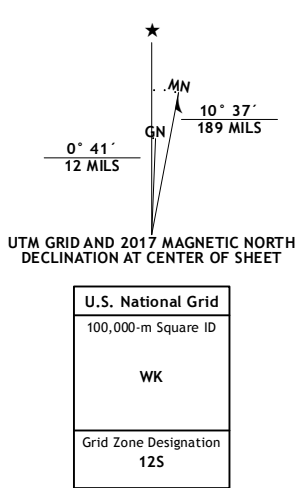 MN
GN
10° 37´
189 MILS
0° 41´
12 MILS
UTM GRID AND 2017 MAGNETIC NORTH
DECLINATION AT CENTER OF SHEET
U.S. National Grid
100,000-m Square ID
WK
Grid Zone Designation
12S